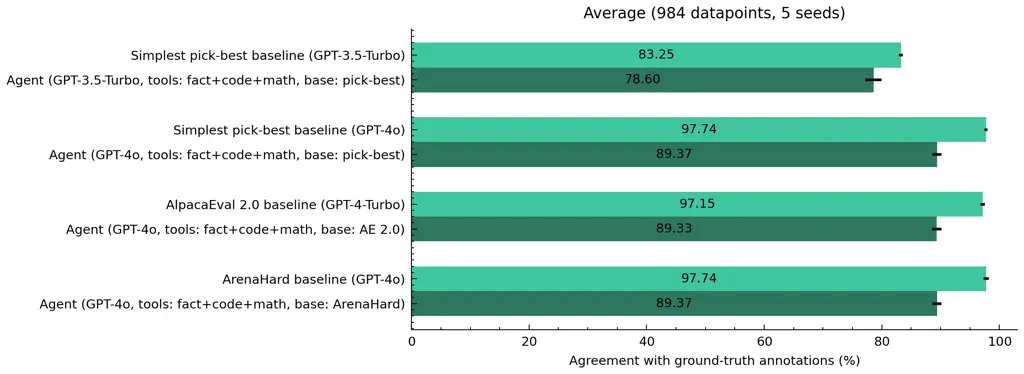 Average (984 datapoints, 5 seeds)
Simplest pick-best baseline (GPT-3.5-Turbo)
83.25
Agent (GPT-3.5-Turbo, tools: fact+code+math, base: pick-best)
78.60
Simplest pick-best baseline (GPT-4o)
97.74
Agent (GPT-4o, tools: fact+code+math, base: pick-best)
89.37
AlpacaEval 2.0 baseline (GPT-4-Turbo)
97.15
Agent (GPT-4o, tools: fact+code+math, base: AE 2.0)
89.33
ArenaHard baseline (GPT-4o)
97.74
Agent (GPT-4o, tools: fact+code+math, base: ArenaHard)
89.37
0 20 40 60 80 100
Agreement with ground-truth annotations (%)